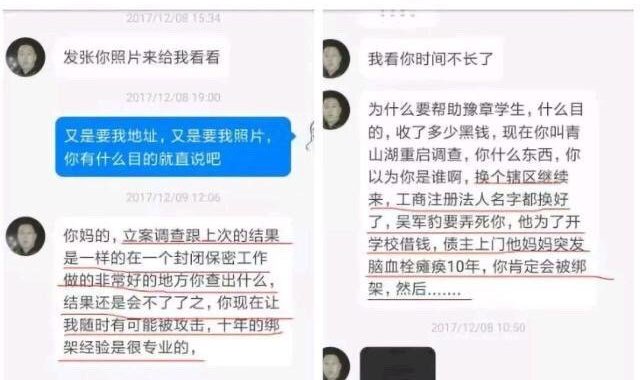 2017/12/08 15:34
发张你照片来给我看看
2017/12/08 19:00
又是要我地址，又是要我照片，
你有什么目的就直说吧
2017/12/09 12:06
你妈的，立案调查跟上次的结果
是一样的在一个封闭保密工作
做的非常好的地方你查出什么，
结果还是会不了了之，你现在让
我随时有可能被攻击，十年的绑
架经验是很专业的，
我看你时间不长了
为什么要帮助豫章学生，什么目
的，收了多少黑钱，现在你叫青
山湖重启调查，你什么东西，你
以为你是谁啊，换个辖区继续
来，工商注册法人名字都换好
了，吴军豹要弄死你，他为了开
学校借钱，债主上门他妈妈突发
脑血栓瘫痪10年，你肯定会被绑
架，然后.......
2017/12/08 10:50